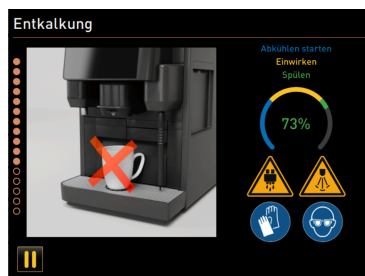 Entkalkung
Abkühlen starten
Einwirken
Spülen
73%